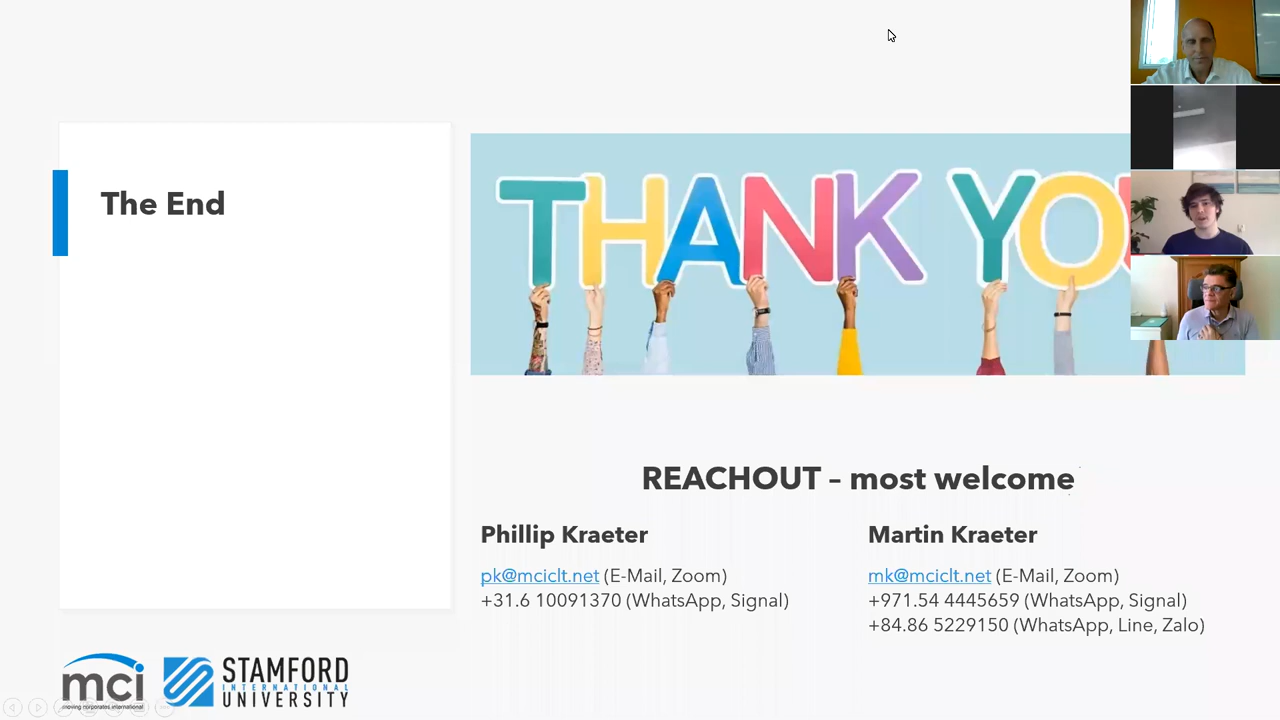 The End
THANK YOU
REACHOUT – most welcome
Phillip Kraeter
pk@mciclt.net (E-Mail, Zoom)
+31.6 10091370 (WhatsApp, Signal)
Martin Kraeter
mk@mciclt.net (E-Mail, Zoom)
+971.54 4445659 (WhatsApp, Signal)
+84.86 5229150 (WhatsApp, Line, Zalo)
mci
moving corporates international
STAMFORD
INTERNATIONAL
UNIVERSITY